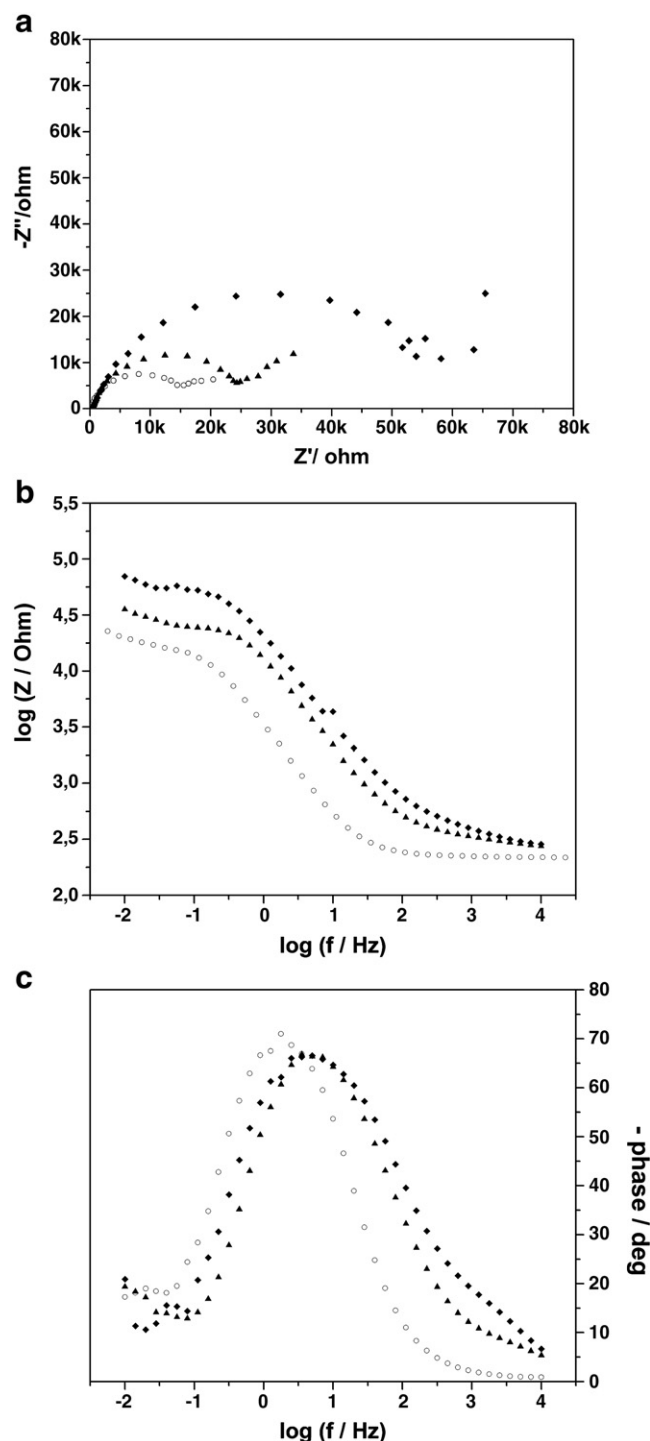 a
80k
70k
60k
50k
40k
30k
20k
10k
0
-Z''/ohm
0 10k 20k 30k 40k 50k 60k 70k 80k
Z'/ ohm
b
5,5
5,0
4,5
4,0
3,5
3,0
2,5
2,0
log (Z / Ohm)
-2 -1 0 1 2 3 4
log (f / Hz)
c
80
70
60
50
40
30
20
10
0
- phase / deg
-2 -1 0 1 2 3 4
log (f / Hz)